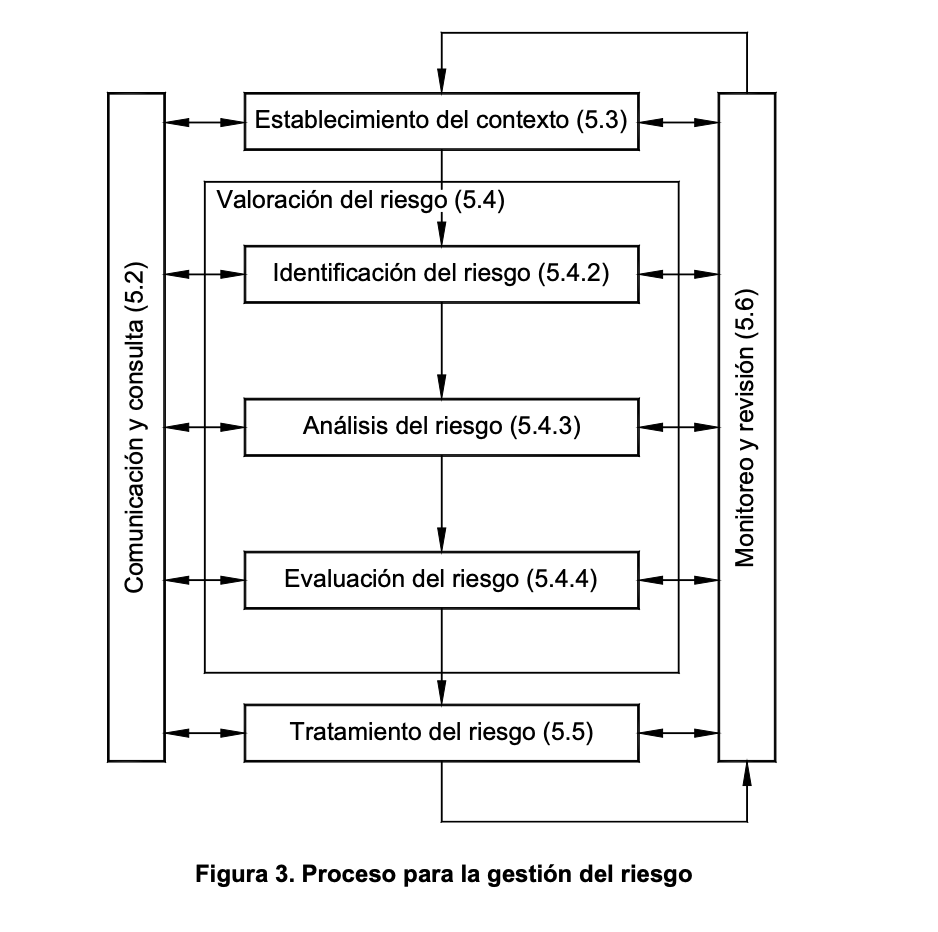 Establecimiento del contexto (5.3)
Valoración del riesgo (5.4)
Identificación del riesgo (5.4.2)
Análisis del riesgo (5.4.3)
Evaluación del riesgo (5.4.4)
Tratamiento del riesgo (5.5)
Comunicación y consulta (5.2)
Monitoreo y revisión (5.6)
Figura 3. Proceso para la gestión del riesgo